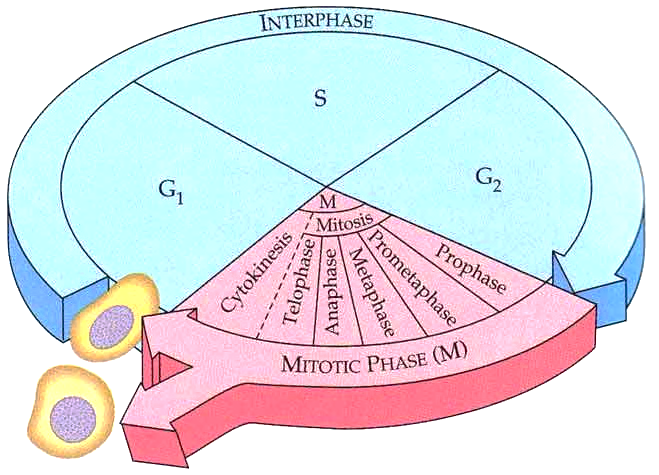 INTERPHASE
S
G1
G2
M
Mitosis
Cytokinesis
Telophase
Anaphase
Metaphase
Prometaphase
Prophase
MITOTIC PHASE (M)